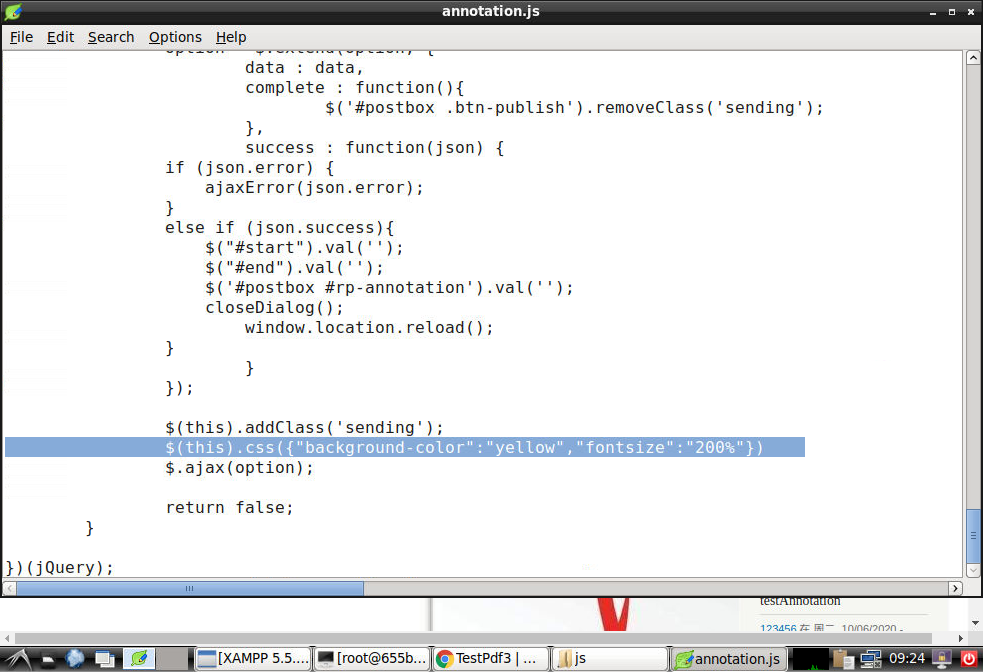 annotation.js
File Edit Search Options Help
option = $.extend(option, {
data : data,
complete : function(){
$('#postbox .btn-publish').removeClass('sending');
},
success : function(json) {
if (json.error) {
ajaxError(json.error);
}
else if (json.success){
$("#start").val('');
$("#end").val('');
$('#postbox #rp-annotation').val('');
closeDialog();
window.location.reload();
}
}
});
$(this).addClass('sending');
$(this).css({"background-color":"yellow","fontsize":"200%"})
$.ajax(option);
return false;
}
})(jQuery);
testAnnotation
123456 在 周二, 10/06/2020 -
[XAMPP 5.5.... [root@655b... TestPdf3 | ... js annotation.js 09:24